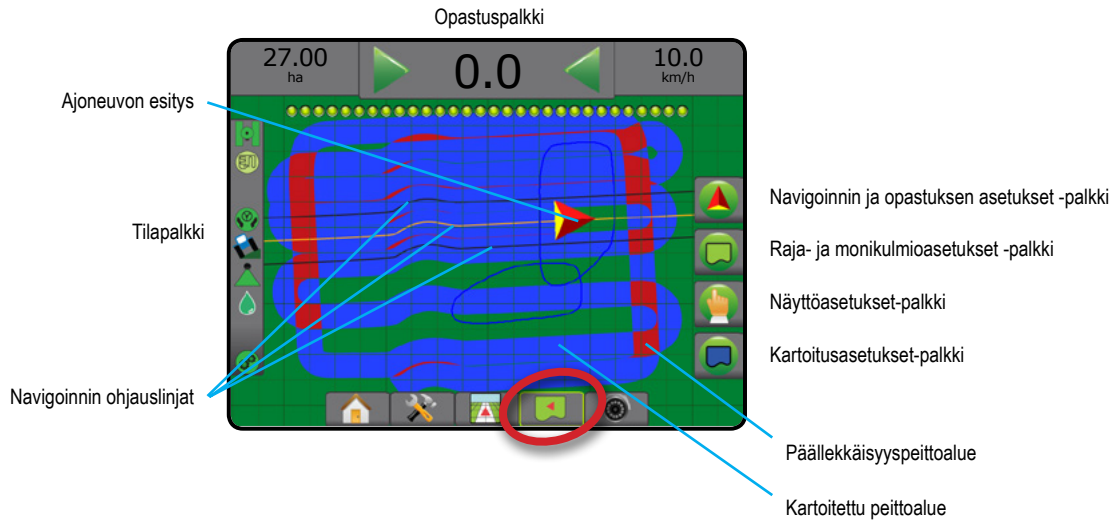 Opastuspalkki
27.00
ha
0.0
10.0
km/h
Ajoneuvon esitys
Tilapalkki
Navigoinnin ohjauslinjat
Navigoinnin ja opastuksen asetukset -palkki
Raja- ja monikulmioasetukset -palkki
Näyttöasetukset-palkki
Kartoitusasetukset-palkki
Päällekkäisyyspeittoalue
Kartoitettu peittoalue